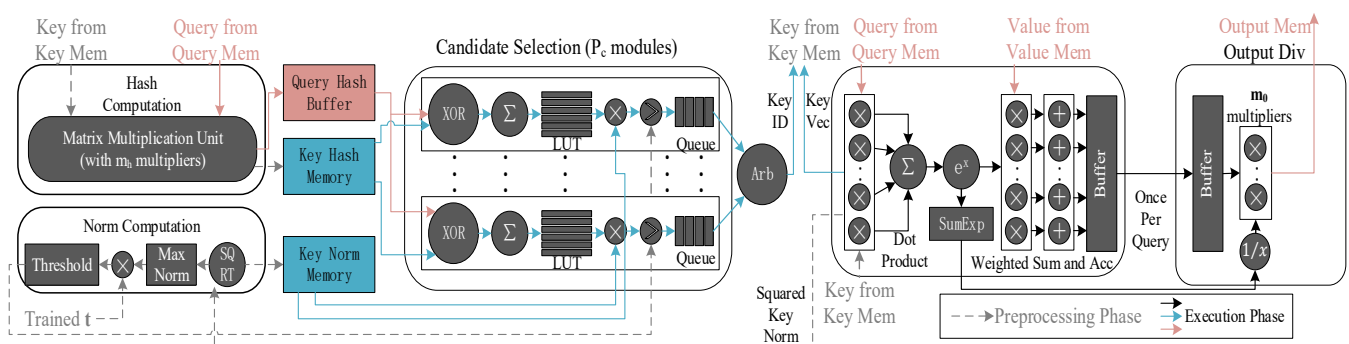 Key from
Key Mem
Query from
Query Mem
Hash
Computation
Matrix Multiplication Unit
(with mh multipliers)
Query Hash
Buffer
Key Hash
Memory
Norm Computation
Threshold
×
Max
Norm
SQ
RT
Key Norm
Memory
Trained t
Candidate Selection (Pc modules)
XOR
Σ
LUT
×
>
Queue
XOR
Σ
LUT
×
>
Queue
Arb
Key
ID
Key
Vec
Key from
Key Mem
Query from
Query Mem
×
×
×
×
Σ
Dot
Product
e^x
SumExp
Value from
Value Mem
×
×
×
×
+
+
+
+
Buffer
Weighted Sum and Acc
Key from
Key Mem
Squared
Key
Norm
Once
Per
Query
Output Mem
Output Div
Buffer
m0
multipliers
×
×
1/x
Preprocessing Phase
Execution Phase